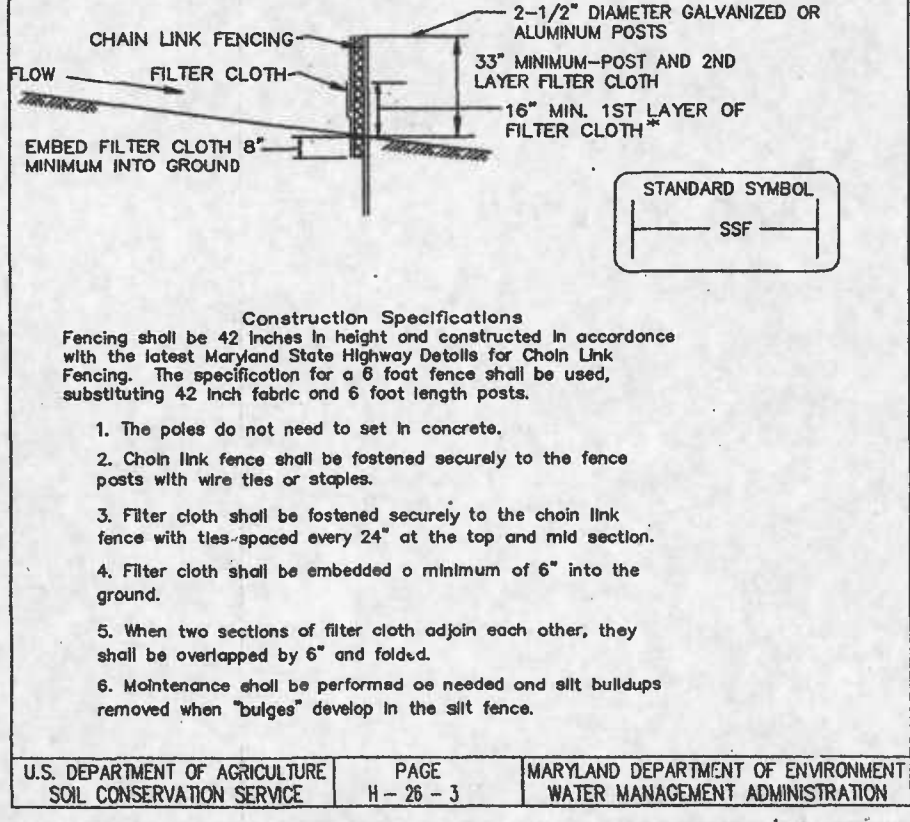 2-1/2" DIAMETER GALVANIZED OR
ALUMINUM POSTS
CHAIN LINK FENCING
33" MINIMUM-POST AND 2ND
LAYER FILTER CLOTH
FLOW
FILTER CLOTH
16" MIN. 1ST LAYER OF
FILTER CLOTH*
EMBED FILTER CLOTH 8"
MINIMUM INTO GROUND
STANDARD SYMBOL
SSF
Construction Specifications
Fencing shall be 42 inches in height and constructed in accordance
with the latest Maryland State Highway Details for Chain Link
Fencing. The specification for a 6 foot fence shall be used,
substituting 42 inch fabric and 6 foot length posts.
1. The poles do not need to set in concrete.
2. Chain link fence shall be fastened securely to the fence
posts with wire ties or staples.
3. Filter cloth shall be fastened securely to the chain link
fence with ties spaced every 24" at the top and mid section.
4. Filter cloth shall be embedded a minimum of 6" into the
ground.
5. When two sections of filter cloth adjoin each other, they
shall be overlapped by 6" and folded.
6. Maintenance shall be performed as needed and silt buildups
removed when "bulges" develop in the silt fence.
U.S. DEPARTMENT OF AGRICULTURE
SOIL CONSERVATION SERVICE
PAGE
H - 26 - 3
MARYLAND DEPARTMENT OF ENVIRONMENT
WATER MANAGEMENT ADMINISTRATION